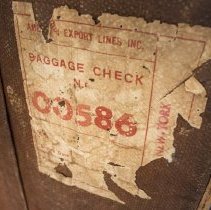 EXPORT LINES INC.
BAGGAGE CHECK
00586
NEW YORK